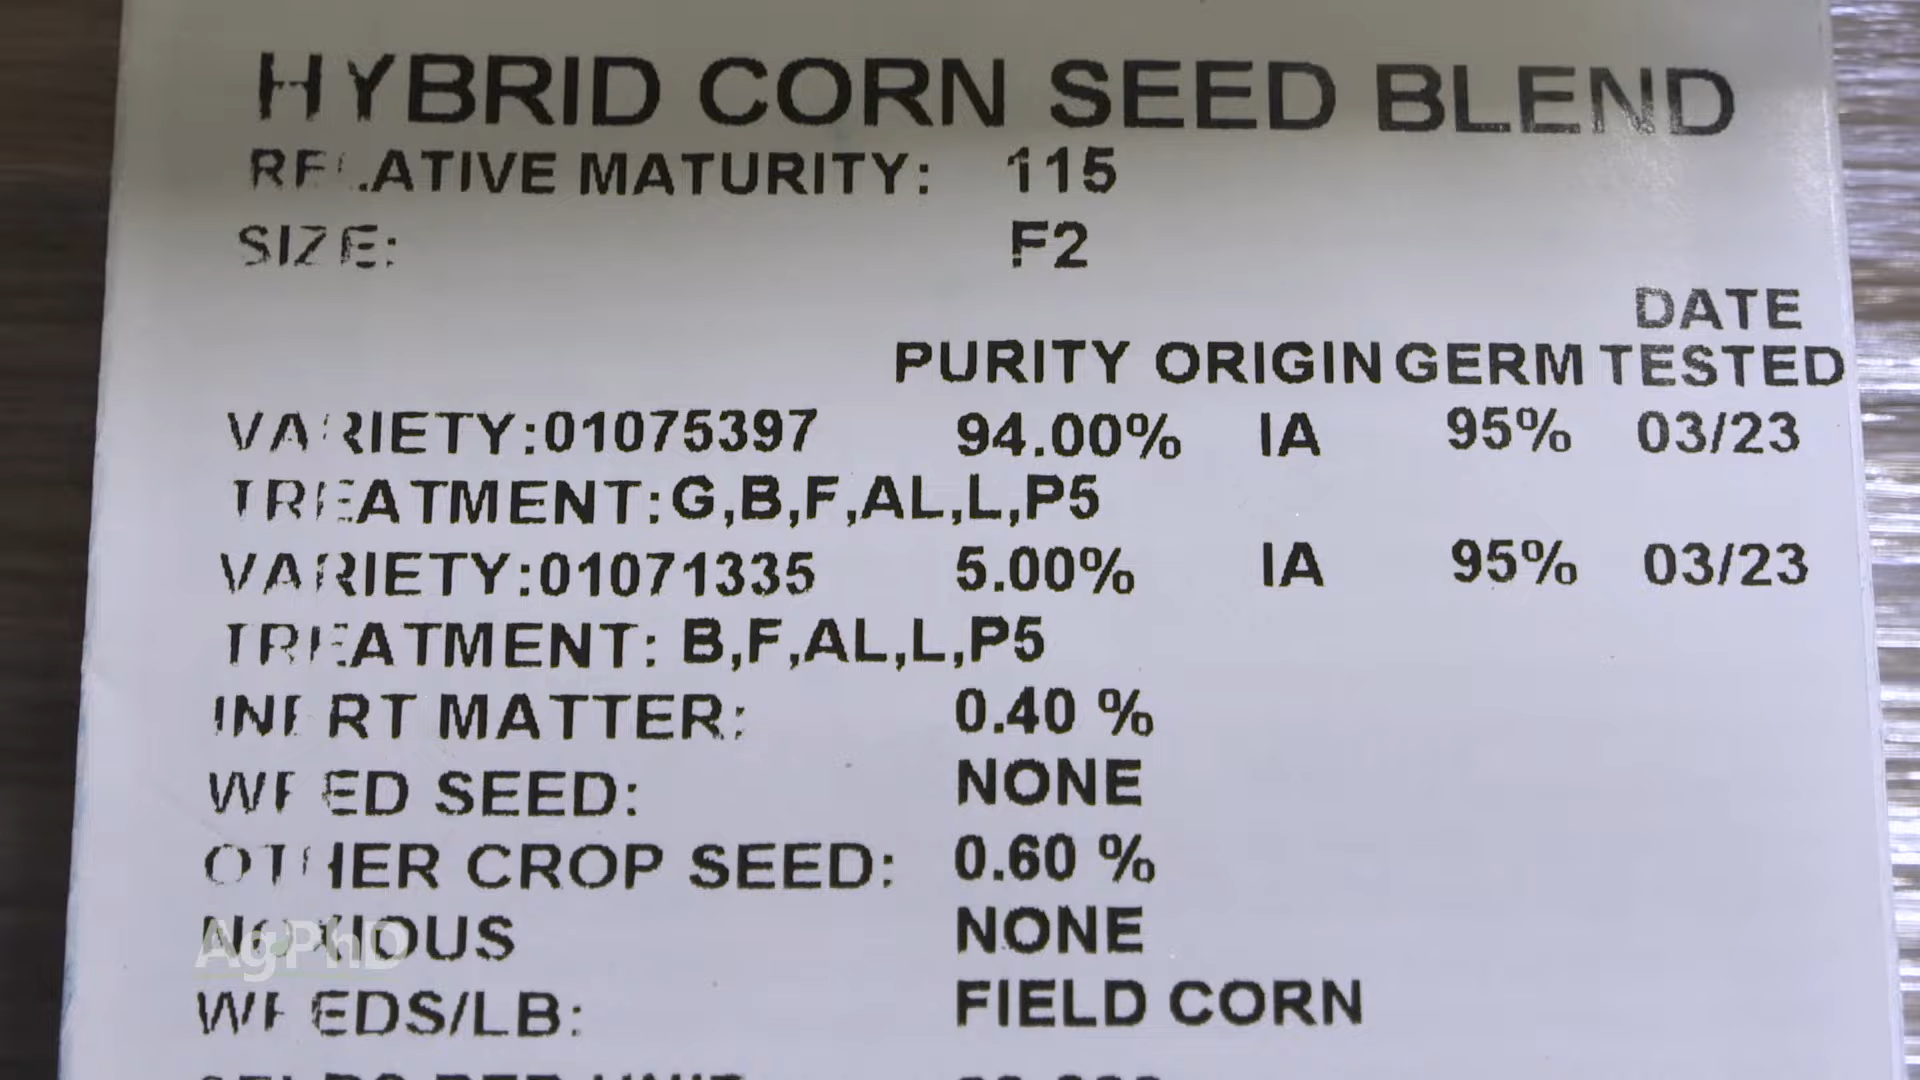 HYBRID CORN SEED BLEND
RELATIVE MATURITY: 115
SIZE: F2
DATE
PURITY ORIGIN GERM TESTED
VARIETY:01075397 94.00% IA 95% 03/23
TREATMENT:G,B,F,AL,L,P5
VARIETY:01071335 5.00% IA 95% 03/23
TREATMENT: B,F,AL,L,P5
INERT MATTER: 0.40 %
WEED SEED: NONE
OTHER CROP SEED: 0.60 %
NOXIOUS NONE
AgPhD
WEEDS/LB: FIELD CORN